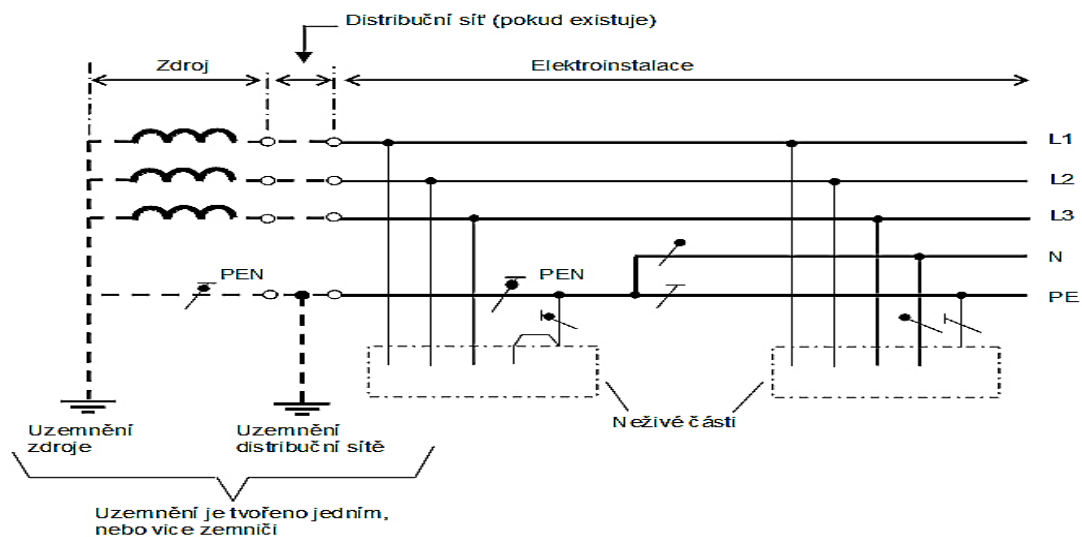 Distribuční síť (pokud existuje)
Zdroj
Elektroinstalace
L1
L2
L3
N
PEN
PEN
PE
Neživé části
Uzemnění
zdroje
Uzemnění
distribuční sítě
Uzemnění je tvořeno jedním,
nebo více zemniči